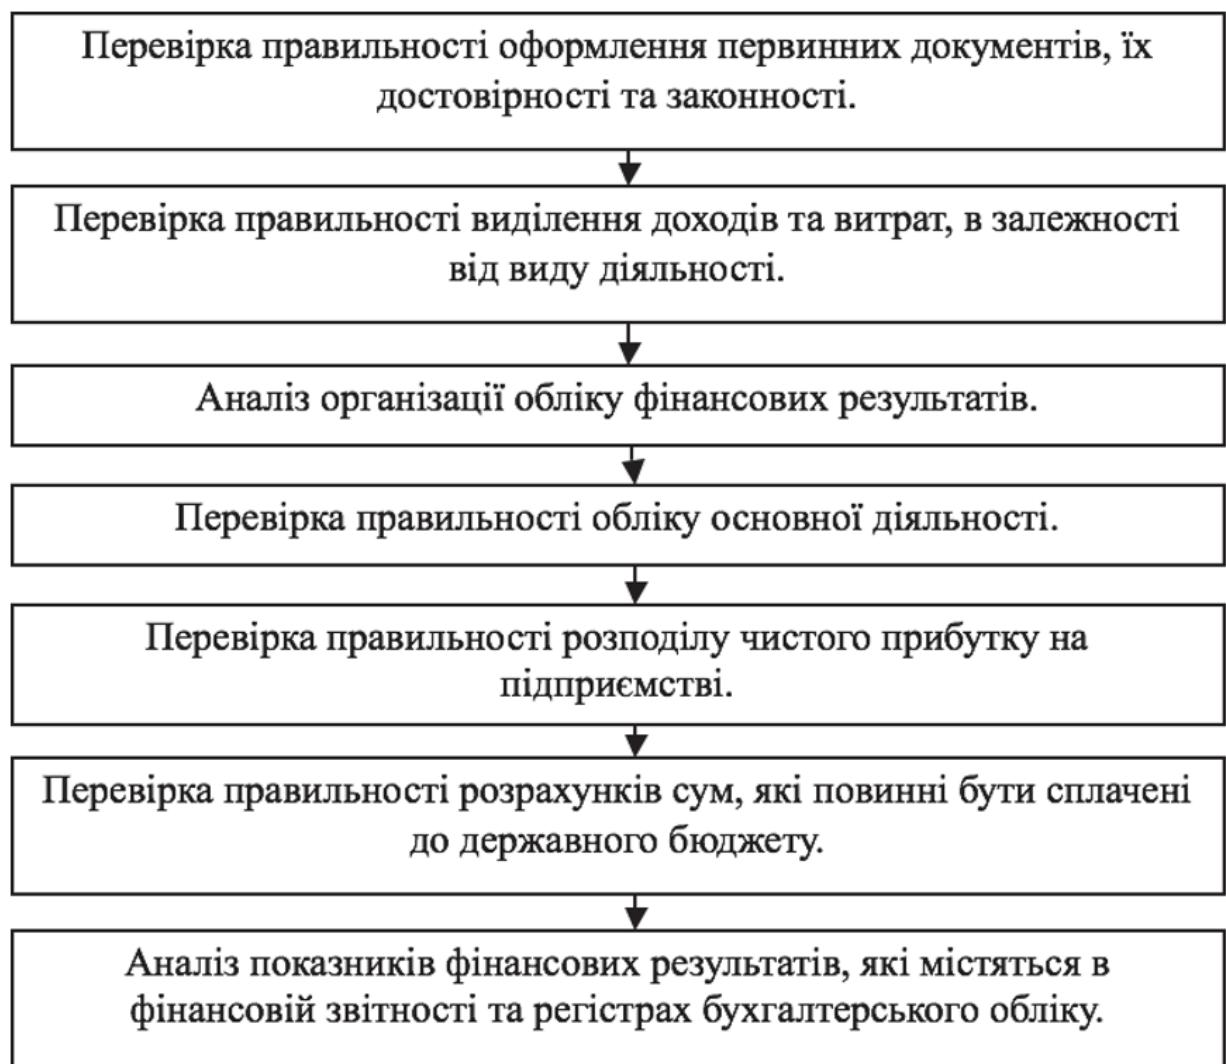 Перевірка правильності оформлення первинних документів, їх
достовірності та законності.
Перевірка правильності виділення доходів та витрат, в залежності
від виду діяльності.
Аналіз організації обліку фінансових результатів.
Перевірка правильності обліку основної діяльності.
Перевірка правильності розподілу чистого прибутку на
підприємстві.
Перевірка правильності розрахунків сум, які повинні бути сплачені
до державного бюджету.
Аналіз показників фінансових результатів, які містяться в
фінансовій звітності та регістрах бухгалтерського обліку.